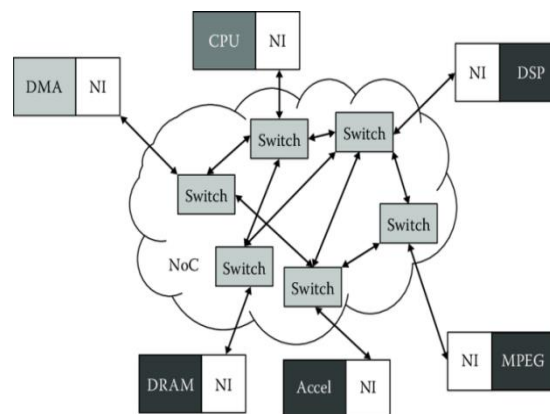 CPU NI
DMA NI
NI DSP
Switch
Switch
Switch
Switch
NoC
Switch
Switch
NI MPEG
DRAM NI
Accel NI